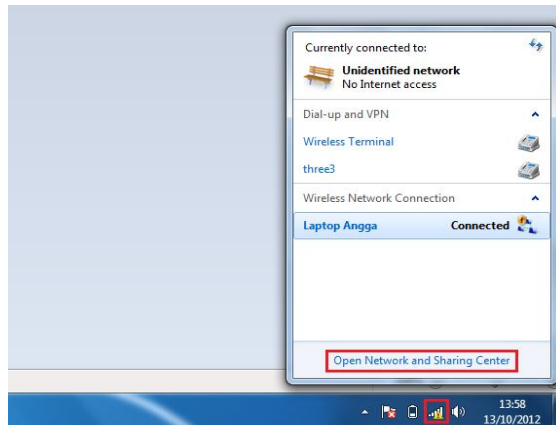 Currently connected to:
Unidentified network
No Internet access
Dial-up and VPN
Wireless Terminal
three3
Wireless Network Connection
Laptop Angga Connected
Open Network and Sharing Center
13:58
13/10/2012